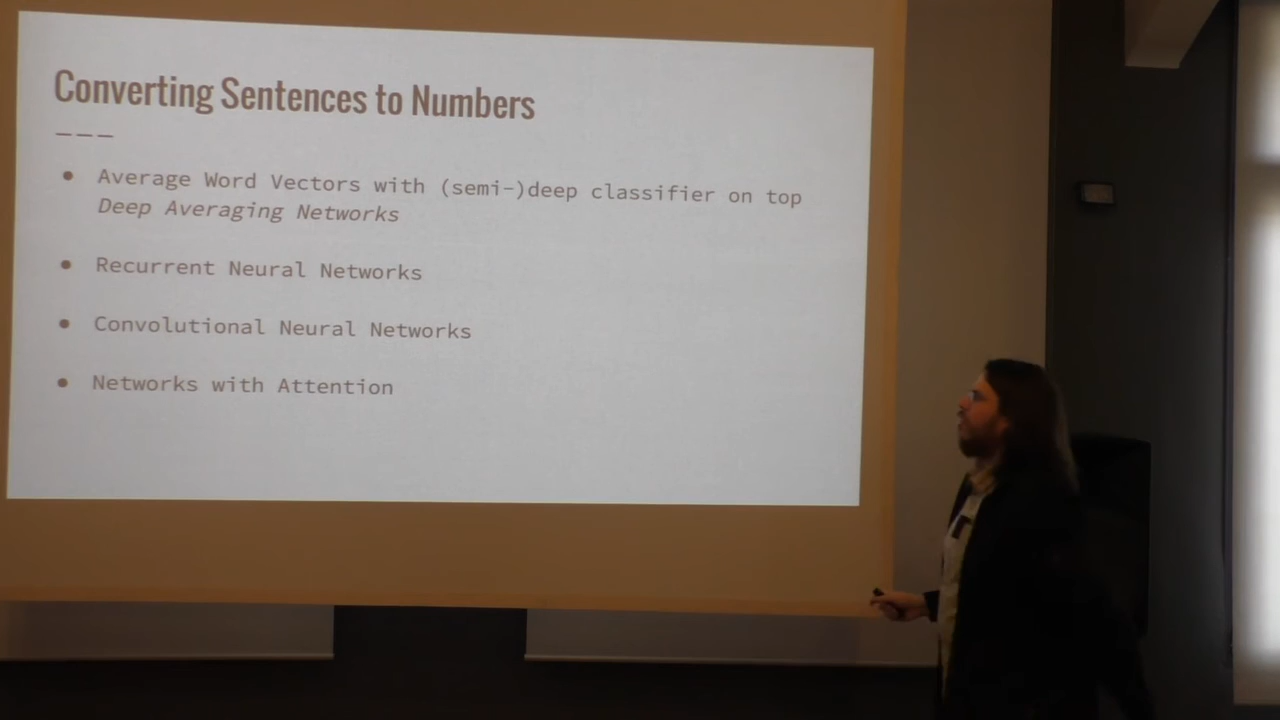 Converting Sentences to Numbers
---
● Average Word Vectors with (semi-)deep classifier on top
Deep Averaging Networks
● Recurrent Neural Networks
● Convolutional Neural Networks
● Networks with Attention